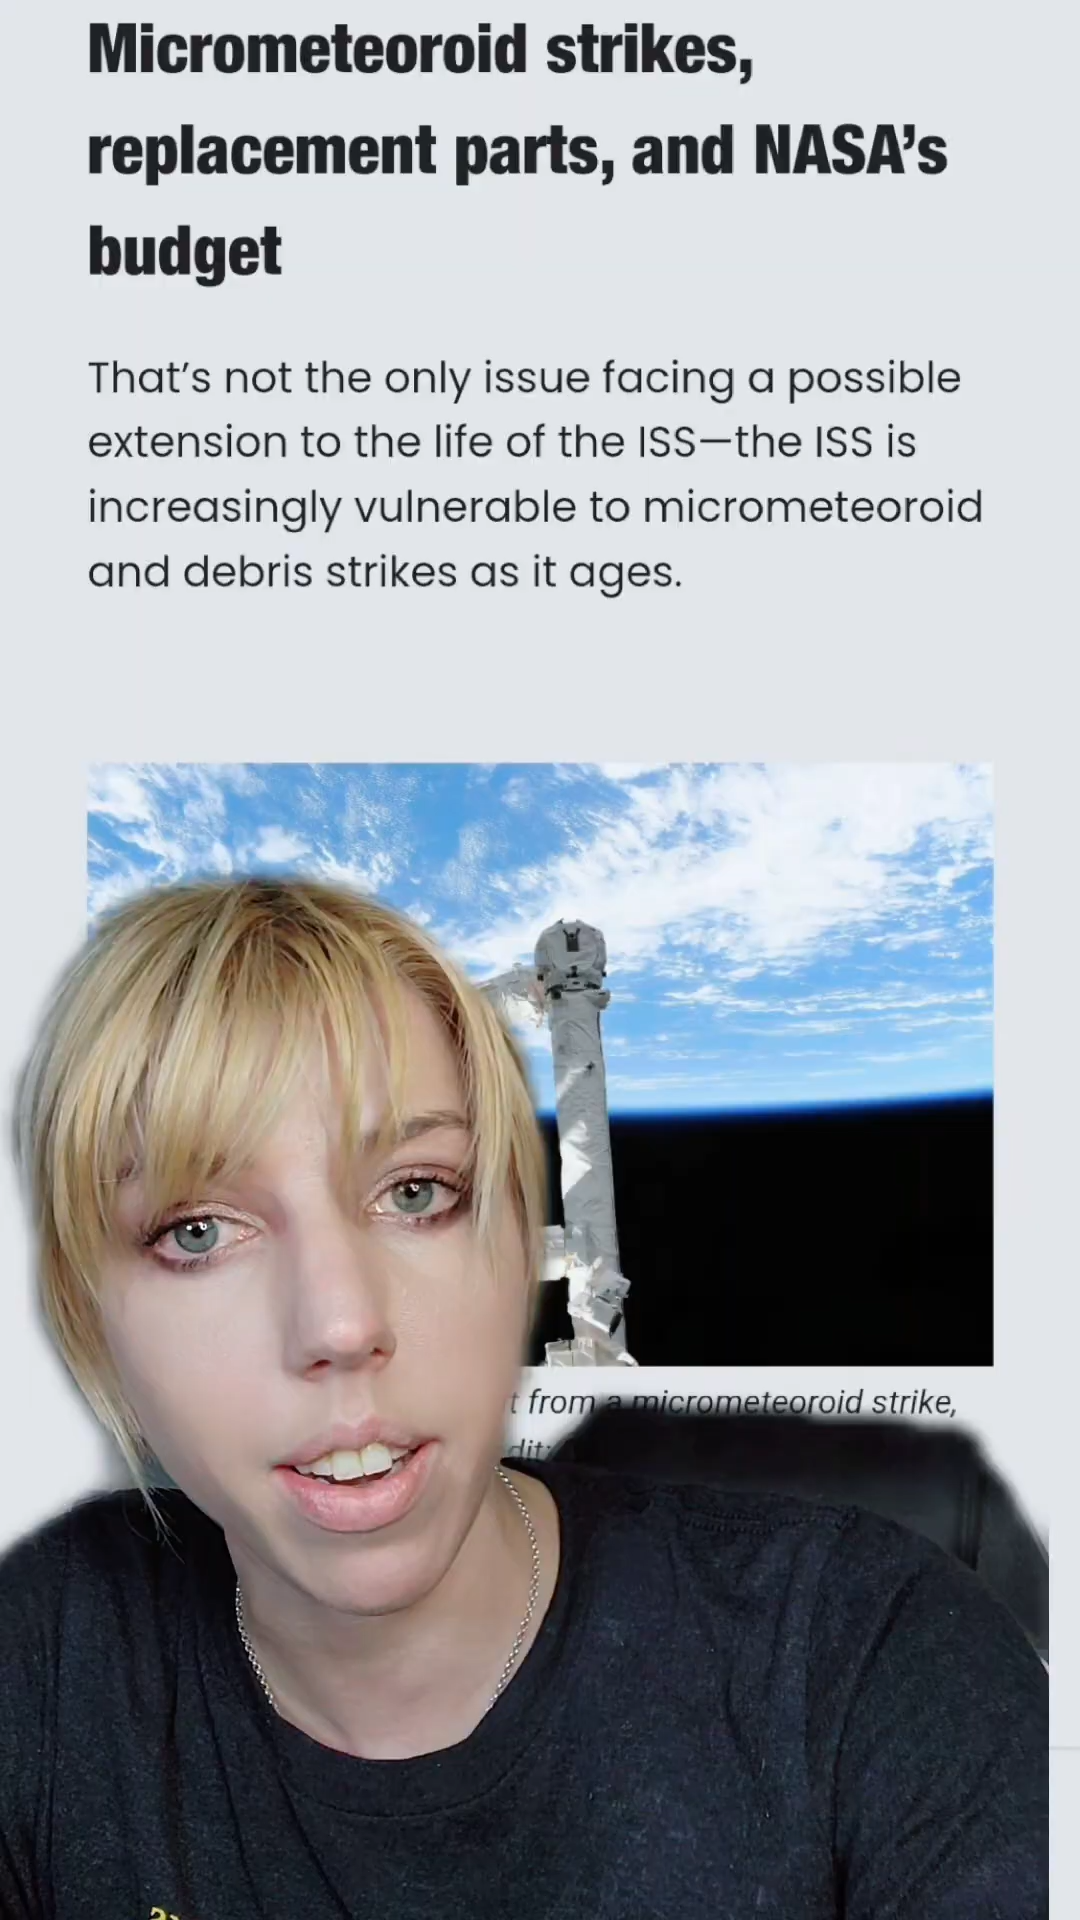 Micrometeoroid strikes,
replacement parts, and NASA’s
budget
That’s not the only issue facing a possible
extension to the life of the ISS—the ISS is
increasingly vulnerable to micrometeoroid
and debris strikes as it ages.
from a micrometeoroid strike,